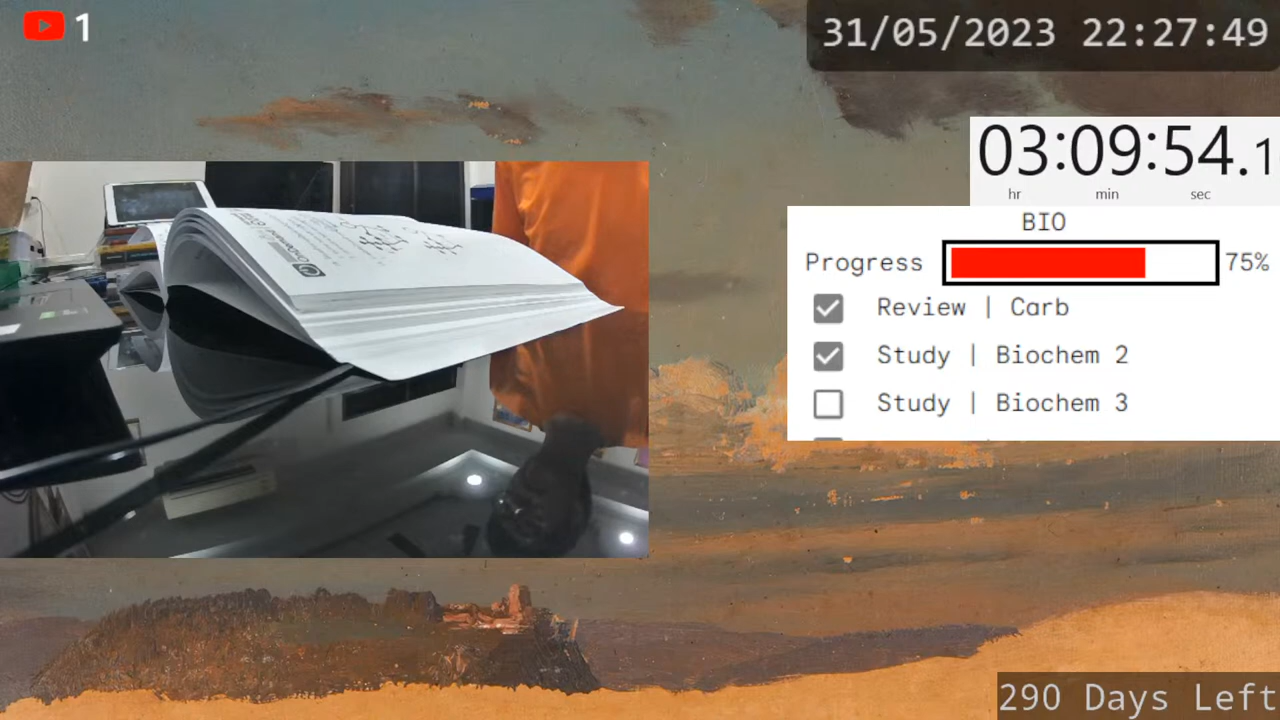 1
31/05/2023 22:27:49
03:09:54.1
hr min sec
BIO
Progress 75%
Review | Carb
Study | Biochem 2
Study | Biochem 3
290 Days Left